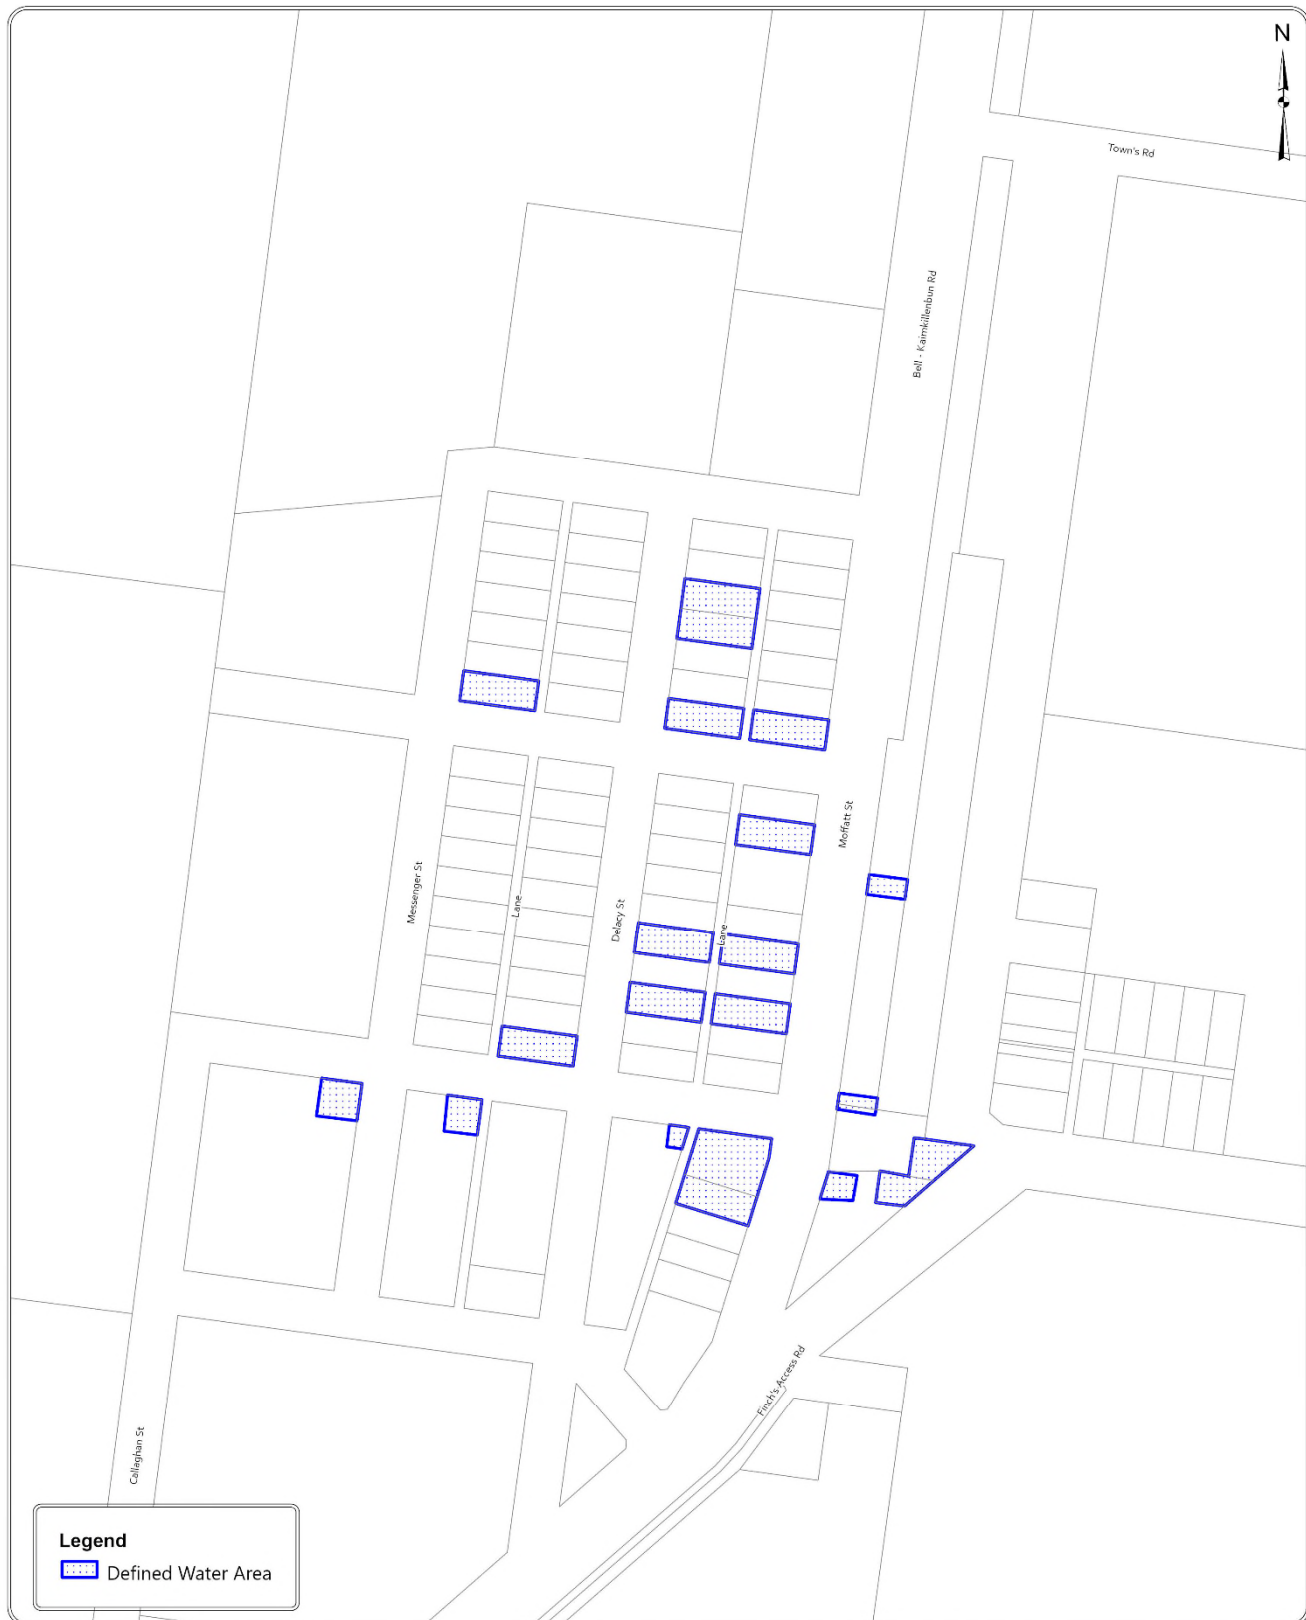 N
Town's Rd
Bell - Kaimkillenbun Rd
Moffatt St
Messenger St
Lane
Delacy St
Lane
Finch's Access Rd
Callaghan St
Legend
Defined Water Area